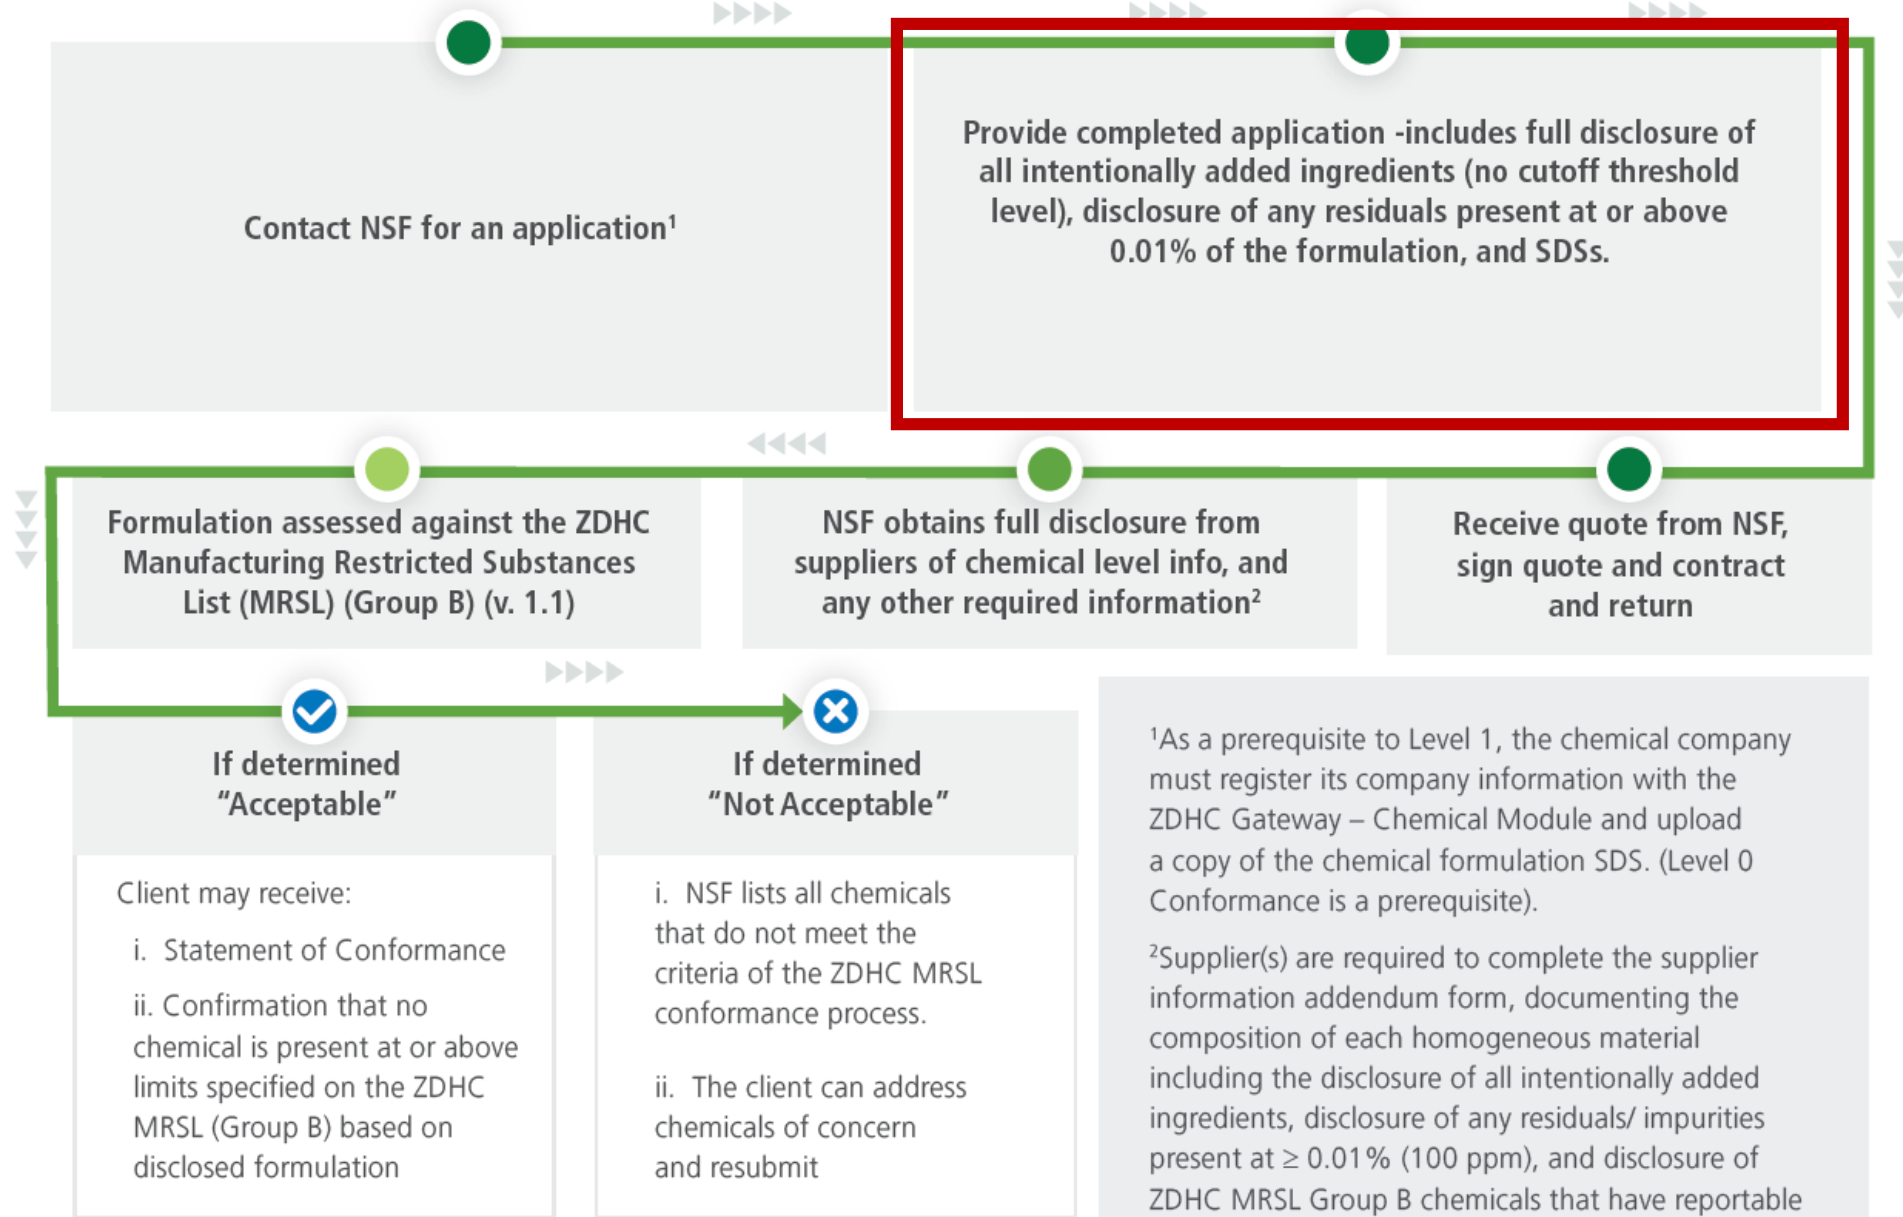 Contact NSF for an application¹
Provide completed application -includes full disclosure of
all intentionally added ingredients (no cutoff threshold
level), disclosure of any residuals present at or above
0.01% of the formulation, and SDSs.
Receive quote from NSF,
sign quote and contract
and return
NSF obtains full disclosure from
suppliers of chemical level info, and
any other required information²
Formulation assessed against the ZDHC
Manufacturing Restricted Substances
List (MRSL) (Group B) (v. 1.1)
If determined
“Acceptable”
Client may receive:
i. Statement of Conformance
ii. Confirmation that no
chemical is present at or above
limits specified on the ZDHC
MRSL (Group B) based on
disclosed formulation
If determined
“Not Acceptable”
i. NSF lists all chemicals
that do not meet the
criteria of the ZDHC MRSL
conformance process.
ii. The client can address
chemicals of concern
and resubmit
¹As a prerequisite to Level 1, the chemical company
must register its company information with the
ZDHC Gateway – Chemical Module and upload
a copy of the chemical formulation SDS. (Level 0
Conformance is a prerequisite).
²Supplier(s) are required to complete the supplier
information addendum form, documenting the
composition of each homogeneous material
including the disclosure of all intentionally added
ingredients, disclosure of any residuals/ impurities
present at ≥ 0.01% (100 ppm), and disclosure of
ZDHC MRSL Group B chemicals that have reportable